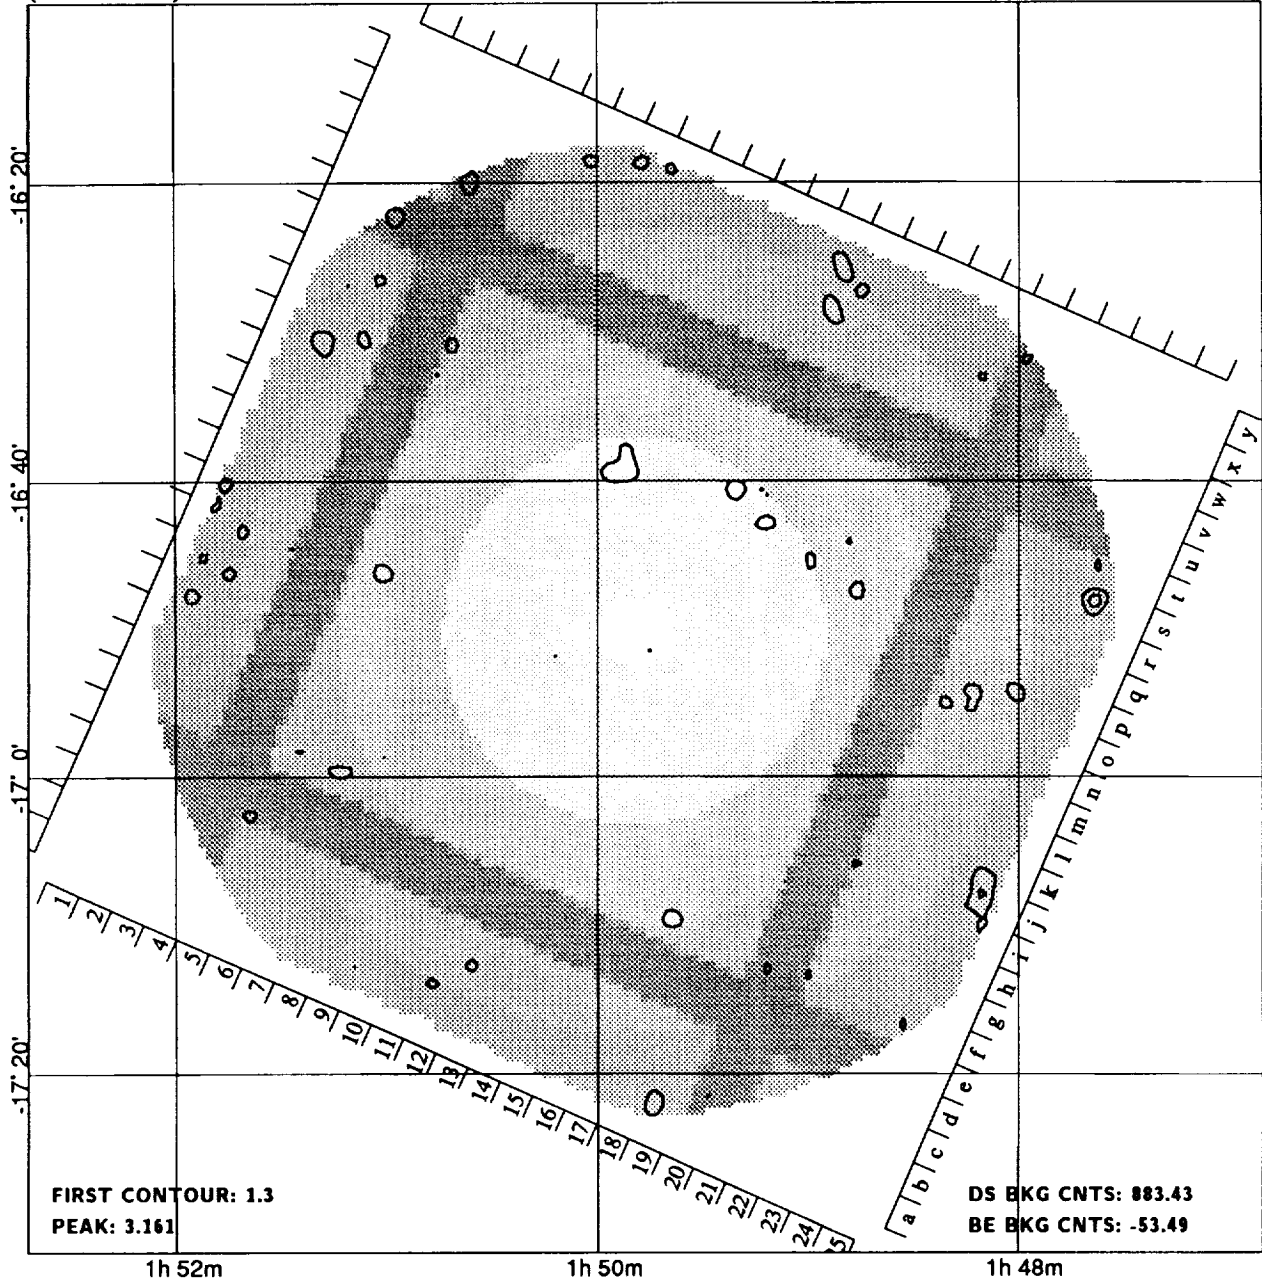 -16° 20'
-16° 40'
-17° 0'
-17° 20'
1 2 3 4 5 6 7 8 9 10 11 12 13 14 15 16 17 18 19 20 21 22 23 24
a b c d e f g h i j k l m n o p q r s t u v w x y
FIRST CONTOUR: 1.3
PEAK: 3.161
DS BKG CNTS: 883.43
BE BKG CNTS: -53.49
1h 52m
1h 50m
1h 48m